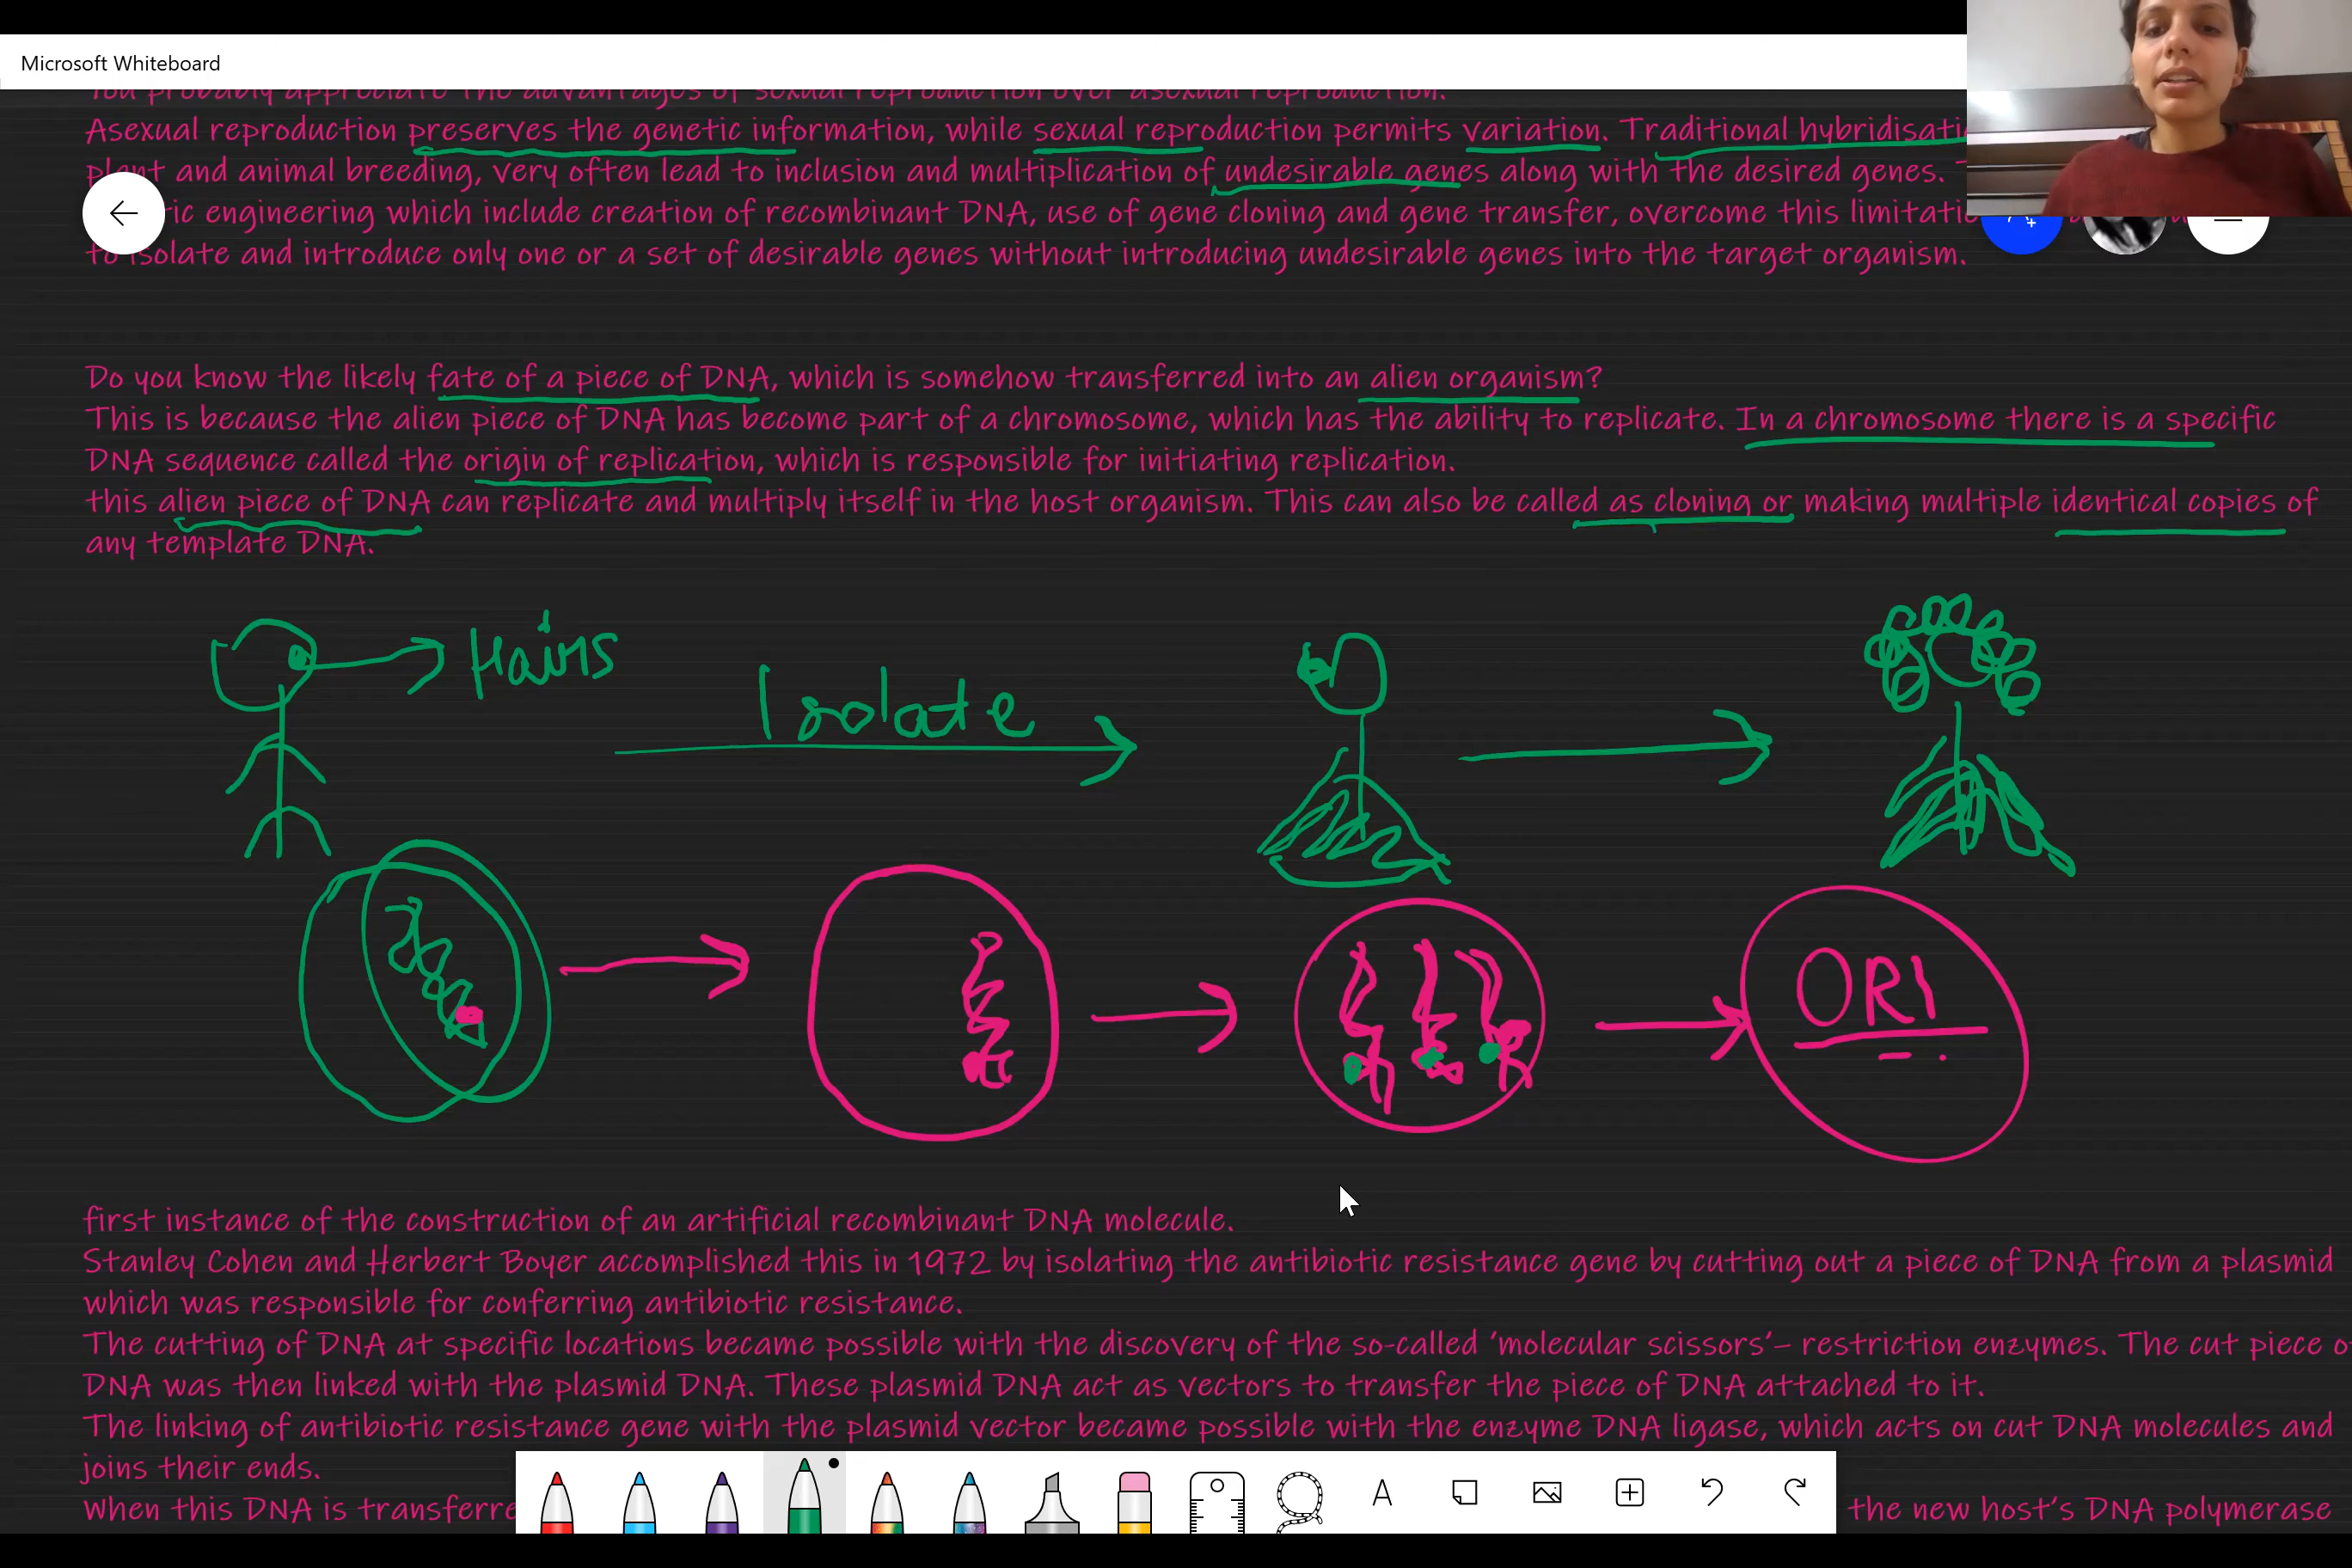 Microsoft Whiteboard
You probably appreciate the advantages of sexual reproduction over asexual reproduction.
Asexual reproduction preserves the genetic information, while sexual reproduction permits variation. Traditional
plant and animal breeding, very often lead to inclusion and multiplication of undesirable genes along with the desired genes.
engineering which include creation of recombinant DNA, use of gene cloning and gene transfer, overcome this
to isolate and introduce only one or a set of desirable genes without introducing undesirable genes into the target organism.
Do you know the likely fate of a piece of DNA, which is somehow transferred into an alien organism?
This is because the alien piece of DNA has become part of a chromosome, which has the ability to replicate. In a chromosome there is a specific
DNA sequence called the origin of replication, which is responsible for initiating replication.
this alien piece of DNA can replicate and multiply itself in the host organism. This can also be called as cloning or making multiple identical copies of
any template DNA.
Hairs
Isolate
ORI
first instance of the construction of an artificial recombinant DNA molecule.
Stanley Cohen and Herbert Boyer accomplished this in 1972 by isolating the antibiotic resistance gene by cutting out a piece of DNA from a plasmid
which was responsible for conferring antibiotic resistance.
The cutting of DNA at specific locations became possible with the discovery of the so-called 'molecular scissors'– restriction enzymes. The cut piece
DNA was then linked with the plasmid DNA. These plasmid DNA act as vectors to transfer the piece of DNA attached to it.
The linking of antibiotic resistance gene with the plasmid vector became possible with the enzyme DNA ligase, which acts on cut DNA molecules and
joins their ends.
When this DNA is the new host's DNA polymerase